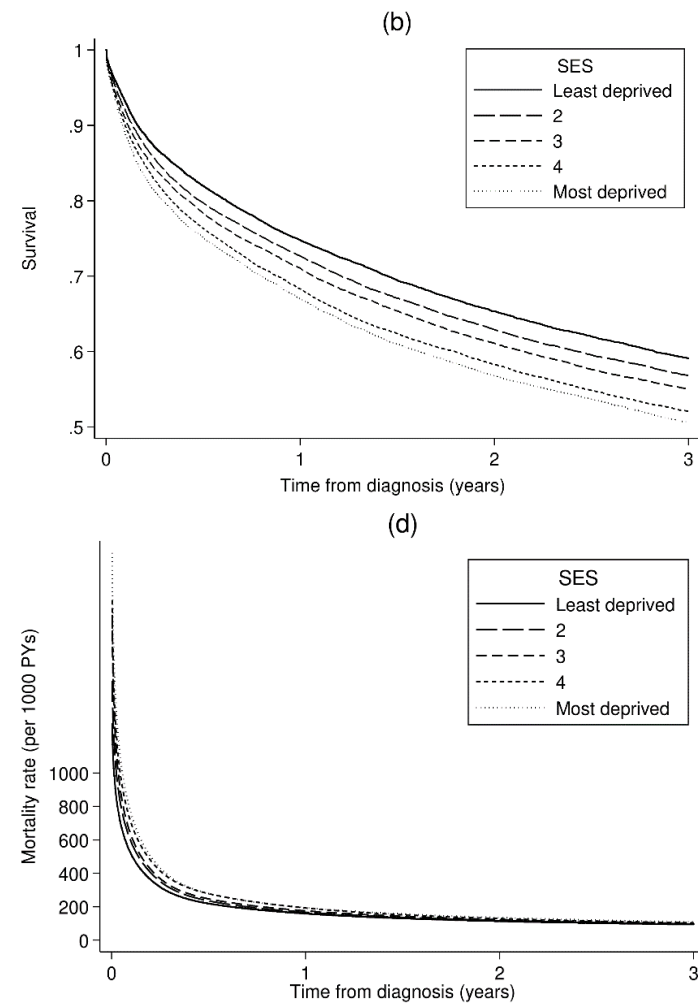 (b)
1
.9
.8
.7
.6
.5
Survival
0
1
2
3
Time from diagnosis (years)
SES
Least deprived
2
3
4
Most deprived
(d)
Mortality rate (per 1000 PYs)
1000
800
600
400
200
0
0
1
2
3
Time from diagnosis (years)
SES
Least deprived
2
3
4
Most deprived